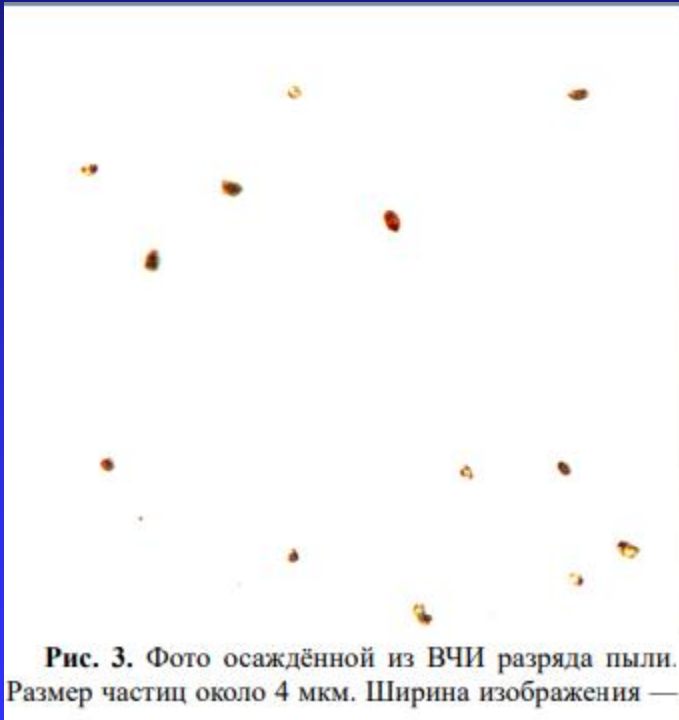 Рис. 3. Фото осаждённой из ВЧИ разряда пыли.
Размер частиц около 4 мкм. Ширина изображения —